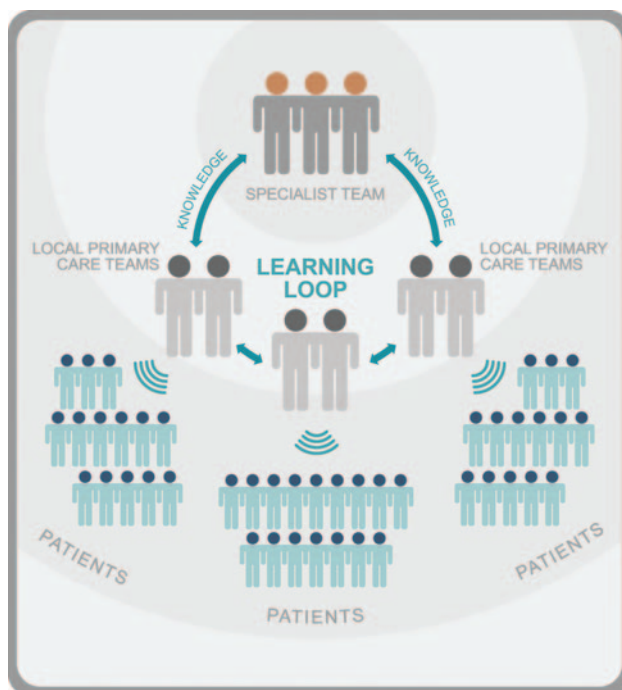 KNOWLEDGE
KNOWLEDGE
SPECIALIST TEAM
LOCAL PRIMARY
CARE TEAMS
LEARNING
LOOP
LOCAL PRIMARY
CARE TEAMS
PATIENTS
PATIENTS
PATIENTS